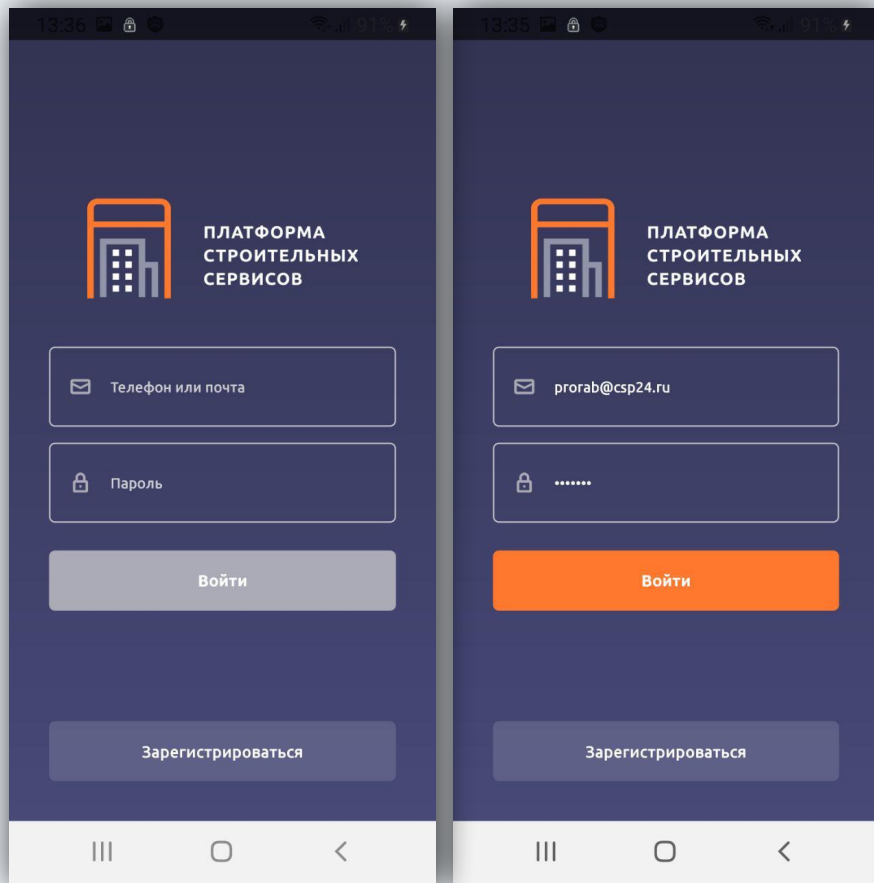 13:36
91%
ПЛАТФОРМА
СТРОИТЕЛЬНЫХ
СЕРВИСОВ
Телефон или почта
Пароль
Войти
Зарегистрироваться
13:35
91%
ПЛАТФОРМА
СТРОИТЕЛЬНЫХ
СЕРВИСОВ
prorab@csp24.ru
•••••••
Войти
Зарегистрироваться